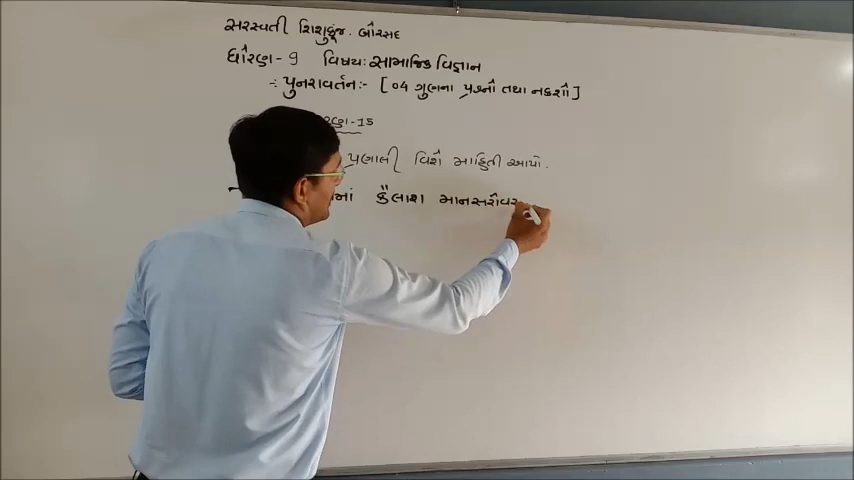 સરસ્વતી શિશુકુંજ. બોરસદ
ધોરણ- 9 વિષય: સામાજિક વિજ્ઞાન
-: પુનરાવર્તન:- [ 04 ગુણના પ્રશ્નો તથા નકશો ]
રણ-15
પ્રણાલી વિશે માહિતી આપો.
માં કૈલાશ માનસરોવર